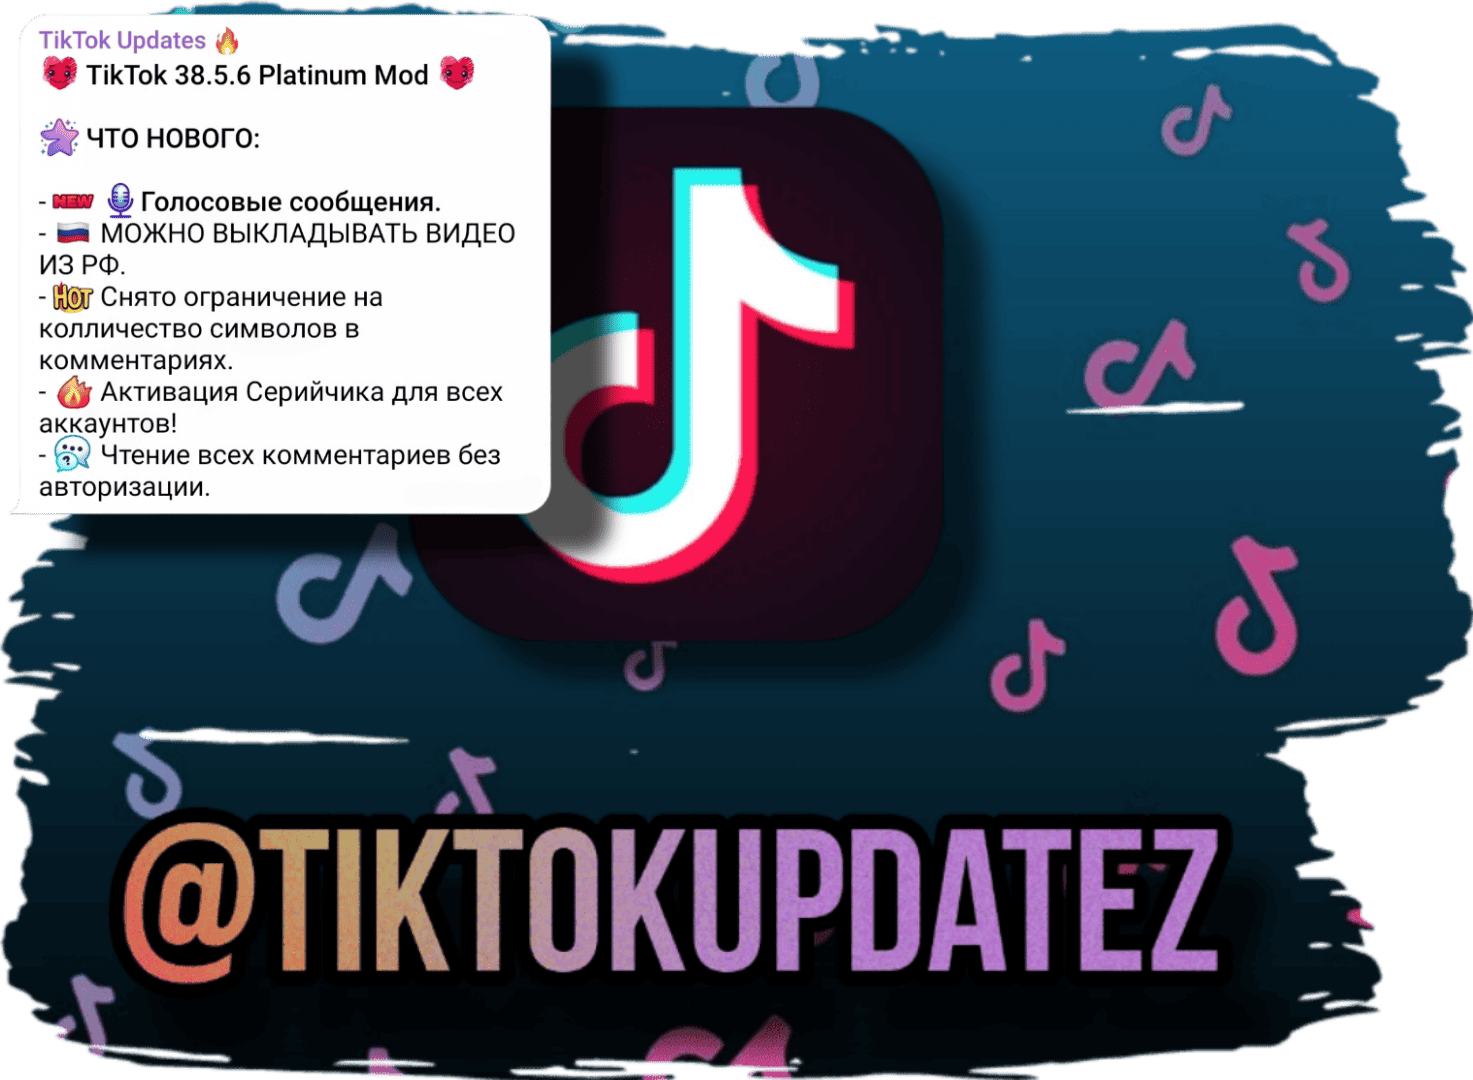 TikTok Updates 🔥
TikTok 38.5.6 Platinum Mod
ЧТО НОВОГО:
- NEW Голосовые сообщения.
- 🇷🇺 МОЖНО ВЫКЛАДЫВАТЬ ВИДЕО
ИЗ РФ.
- HOT Снято ограничение на
колличество символов в
комментариях.
- 🔥 Активация Серийчика для всех
аккаунтов!
- Чтение всех комментариев без
авторизации.
@TIKTOKUPDATEZ